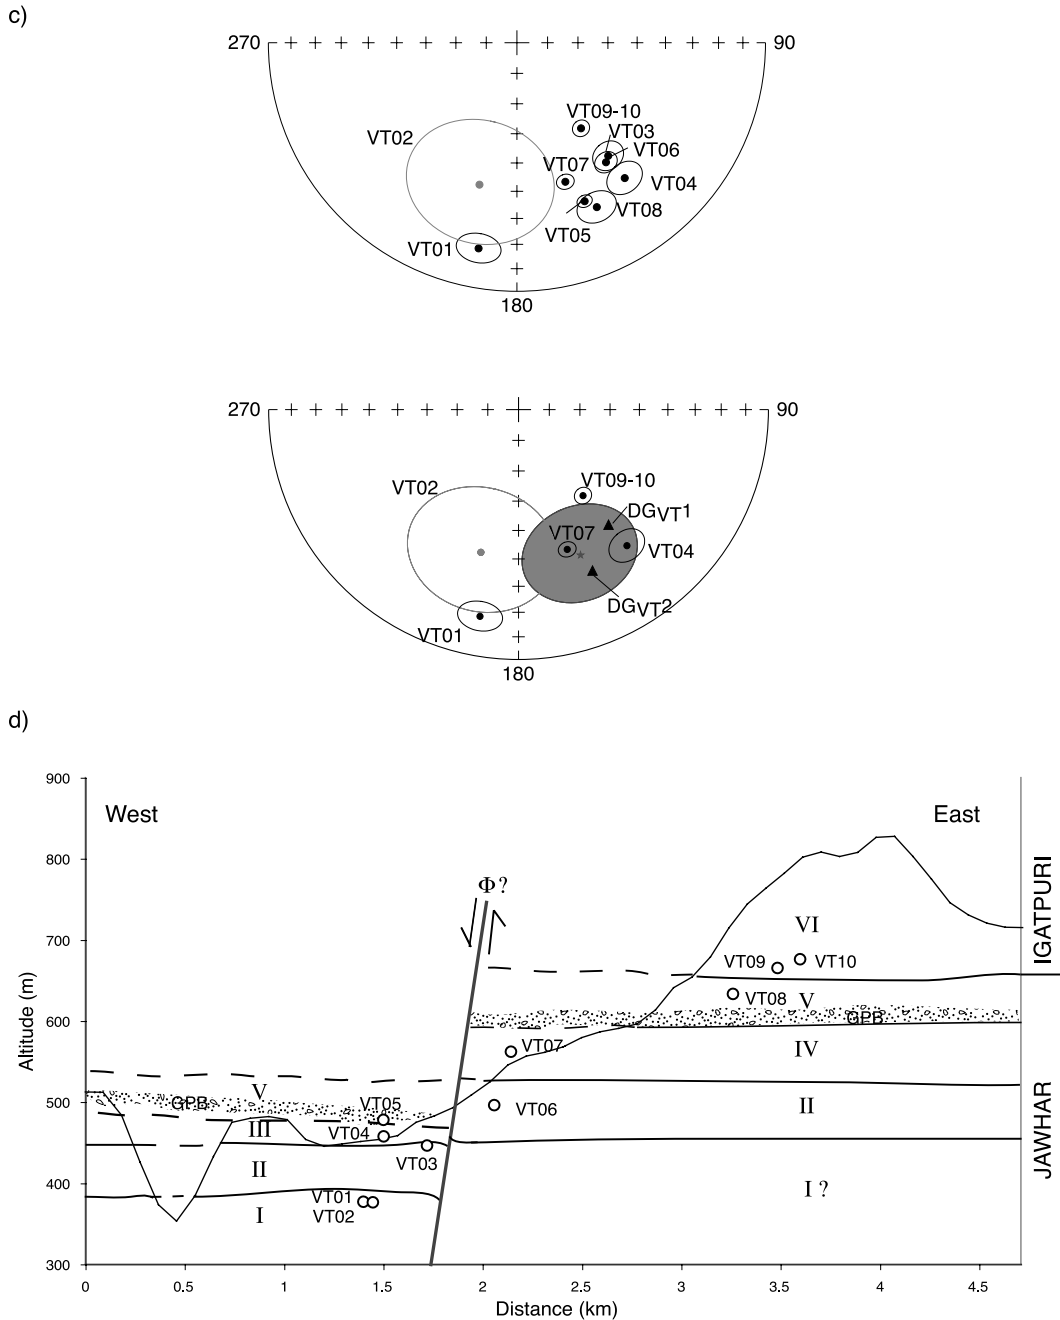 c)
270
90
VT09-10
VT03
VT02
VT06
VT07
VT04
VT08
VT05
VT01
180
270
90
VT09-10
VT02
DGVT1
VT07
VT04
DGVT2
VT01
180
d)
900
West
East
800
Φ?
IGATPURI
700
VI
VT09
VT10
VT08
V
600
GPB
Altitude (m)
VT07
IV
V
500
GPB
VT05
VT06
II
III
VT04
JAWHAR
VT03
II
400
VT01
I ?
I
VT02
300
0
0.5
1
1.5
2
2.5
3
3.5
4
4.5
Distance (km)